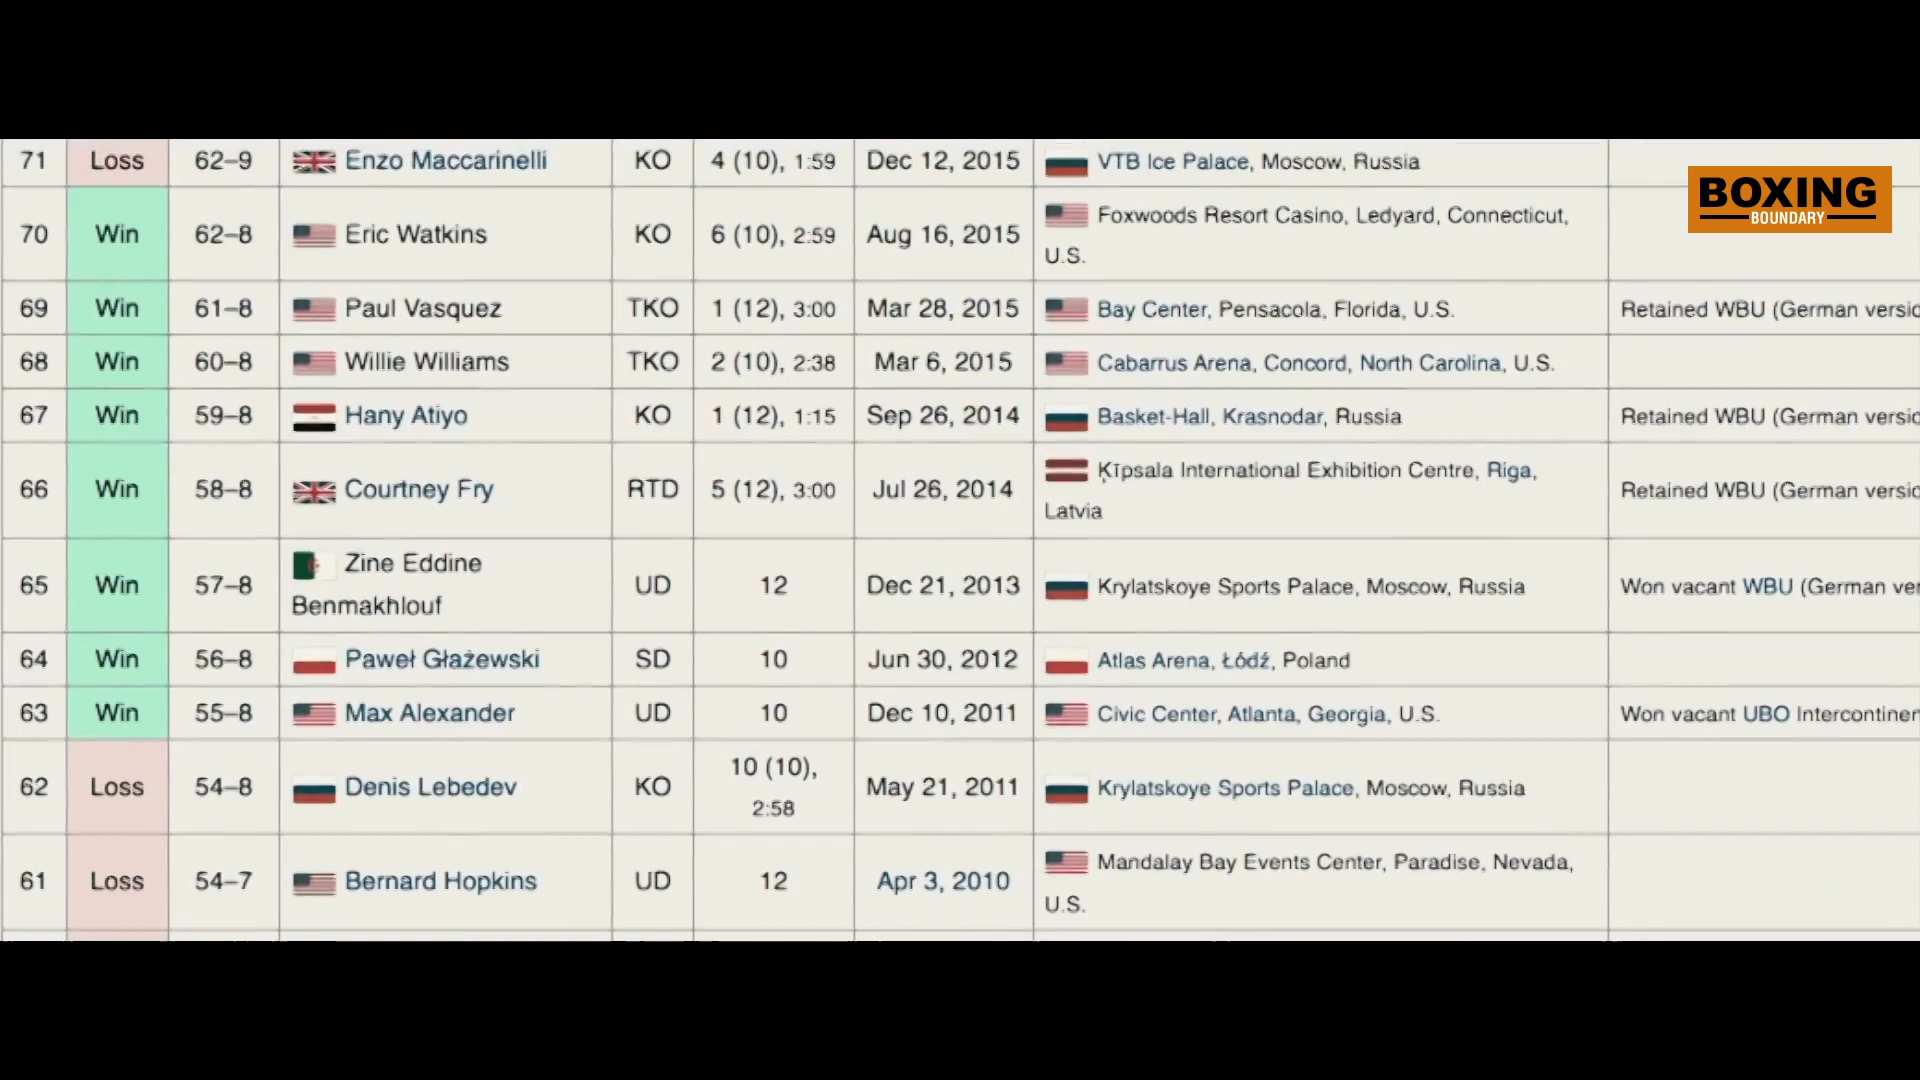 71 Loss 62–9 Enzo Maccarinelli KO 4 (10), 1:59 Dec 12, 2015 VTB Ice Palace, Moscow, Russia
BOXING
BOUNDARY
70 Win 62–8 Eric Watkins KO 6 (10), 2:59 Aug 16, 2015 Foxwoods Resort Casino, Ledyard, Connecticut,
U.S.
69 Win 61–8 Paul Vasquez TKO 1 (12), 3:00 Mar 28, 2015 Bay Center, Pensacola, Florida, U.S. Retained WBU (German versio
68 Win 60–8 Willie Williams TKO 2 (10), 2:38 Mar 6, 2015 Cabarrus Arena, Concord, North Carolina, U.S.
67 Win 59–8 Hany Atiyo KO 1 (12), 1:15 Sep 26, 2014 Basket-Hall, Krasnodar, Russia Retained WBU (German versio
66 Win 58–8 Courtney Fry RTD 5 (12), 3:00 Jul 26, 2014 Ķīpsala International Exhibition Centre, Riga,
Latvia Retained WBU (German versio
65 Win 57–8 Zine Eddine
Benmakhlouf UD 12 Dec 21, 2013 Krylatskoye Sports Palace, Moscow, Russia Won vacant WBU (German ver
64 Win 56–8 Paweł Głażewski SD 10 Jun 30, 2012 Atlas Arena, Łódź, Poland
63 Win 55–8 Max Alexander UD 10 Dec 10, 2011 Civic Center, Atlanta, Georgia, U.S. Won vacant UBO Intercontinen
62 Loss 54–8 Denis Lebedev KO 10 (10),
2:58 May 21, 2011 Krylatskoye Sports Palace, Moscow, Russia
61 Loss 54–7 Bernard Hopkins UD 12 Apr 3, 2010 Mandalay Bay Events Center, Paradise, Nevada,
U.S.